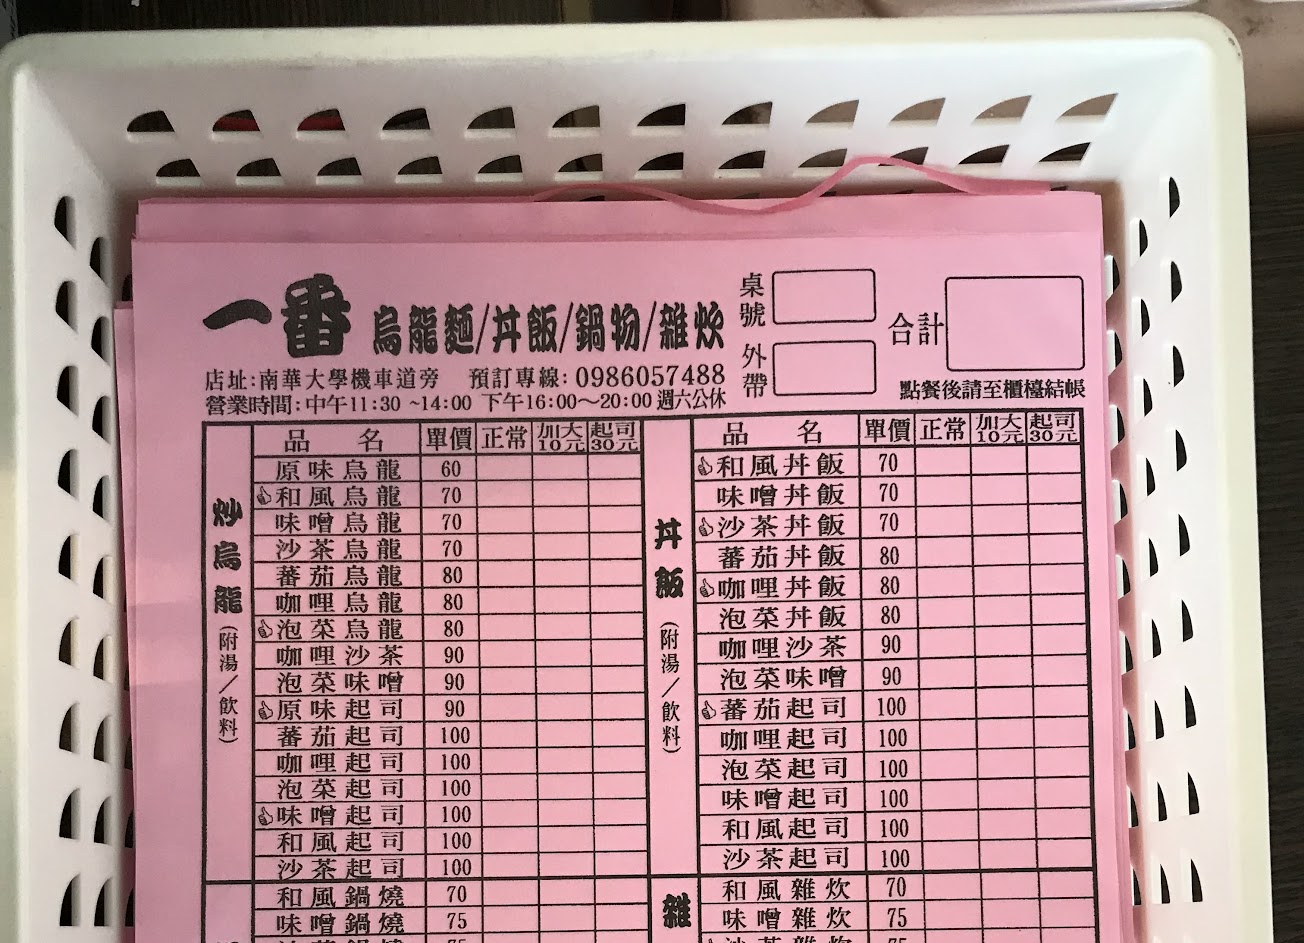 一番 烏龍麵/丼飯/鍋物/雜炊
桌號
外帶
合計
店址:南華大學機車道旁 預訂專線:0986057488
營業時間:中午11:30 ~14:00 下午16:00~20:00 週六公休
點餐後請至櫃檯結帳
炒烏龍(附湯/飲料)
品名 單價 正常 加大10元 起司30元
原味烏龍 60
和風烏龍 70
味噌烏龍 70
沙茶烏龍 70
蕃茄烏龍 80
咖哩烏龍 80
泡菜烏龍 80
咖哩沙茶 90
泡菜味噌 90
原味起司 90
蕃茄起司 100
咖哩起司 100
泡菜起司 100
味噌起司 100
和風起司 100
沙茶起司 100
和風鍋燒 70
味噌鍋燒 75
丼飯(附湯/飲料)
品名 單價 正常 加大10元 起司30元
和風丼飯 70
味噌丼飯 70
沙茶丼飯 70
蕃茄丼飯 80
咖哩丼飯 80
泡菜丼飯 80
咖哩沙茶 90
泡菜味噌 90
蕃茄起司 100
咖哩起司 100
泡菜起司 100
味噌起司 100
和風起司 100
沙茶起司 100
雜
和風雜炊 70
味噌雜炊 75